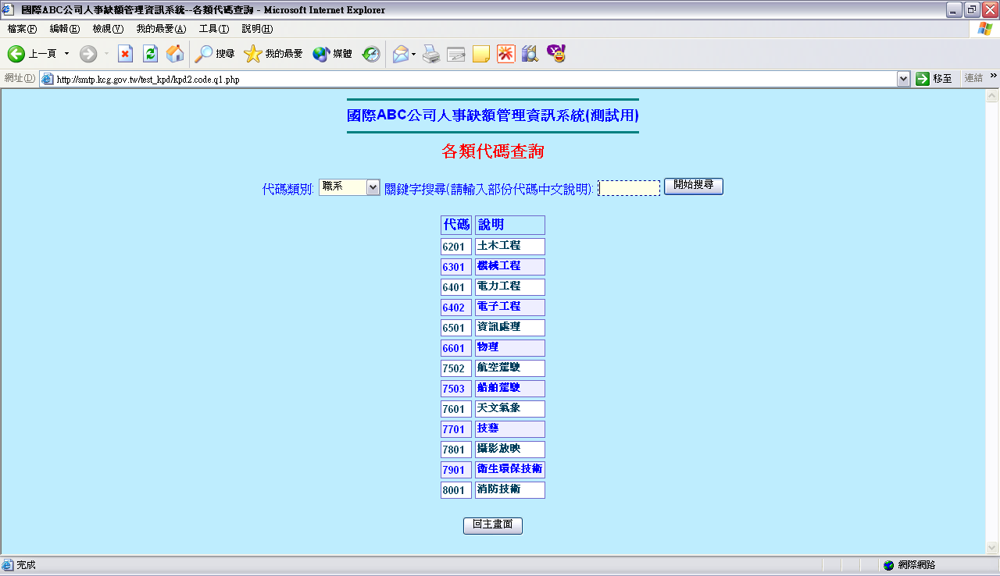 國際ABC公司人事缺額管理資訊系統--各類代碼查詢 - Microsoft Internet Explorer
檔案(F) 編輯(E) 檢視(V) 我的最愛(A) 工具(T) 說明(H)
上一頁 搜尋 我的最愛 媒體
網址(D) http://smtp.kcg.gov.tw/test_kpd/kpd2.code.q1.php 移至 連結 »
國際ABC公司人事缺額管理資訊系統(測試用)
各類代碼查詢
代碼類別: 職系 關鍵字搜尋(請輸入部份代碼中文說明): 開始搜尋
代碼 說明
6201 土木工程
6301 機械工程
6401 電力工程
6402 電子工程
6501 資訊處理
6601 物理
7502 航空駕駛
7503 船舶駕駛
7601 天文氣象
7701 技藝
7801 攝影放映
7901 衛生環保技術
8001 消防技術
回主畫面
完成 網際網路